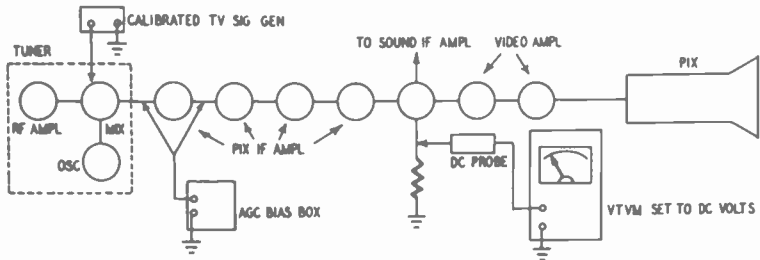 CALIBRATED TV SIG GEN
TUNER
TO SOUND IF AMPL
VIDEO AMPL
PIX
RF AMPL
MIX
OSC
PIX IF AMPL
DC PROBE
AGC BIAS BOX
VTVM SET TO DC VOLTS